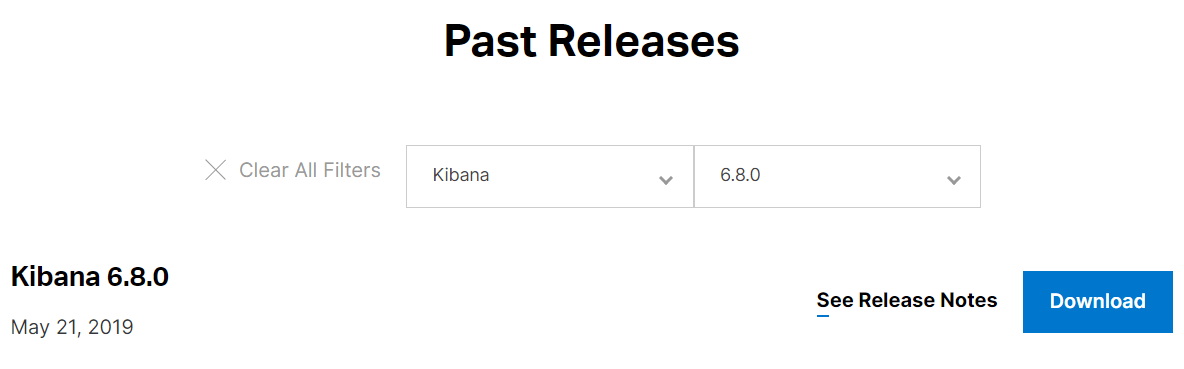 Past Releases
Clear All Filters
Kibana
6.8.0
Kibana 6.8.0
See Release Notes
Download
May 21, 2019